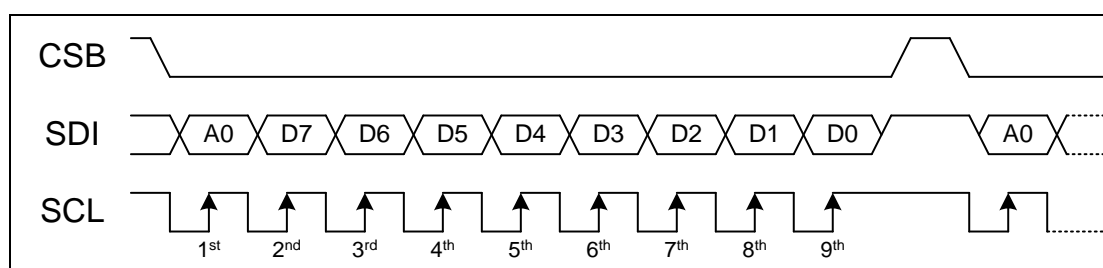 CSB
SDI A0 D7 D6 D5 D4 D3 D2 D1 D0 A0
SCL
1st 2nd 3rd 4th 5th 6th 7th 8th 9th